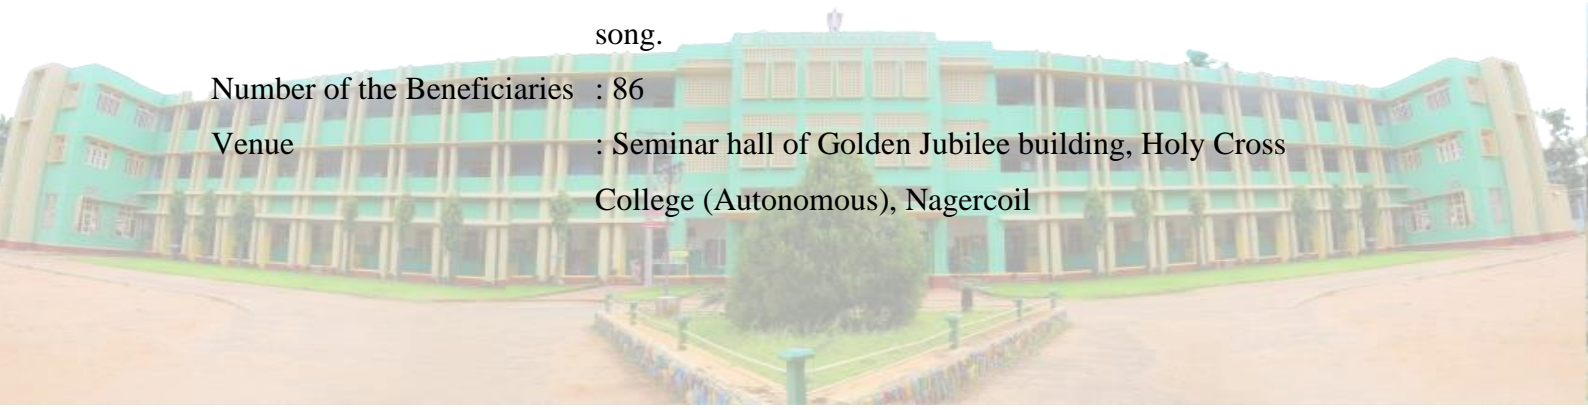 song.
Number of the Beneficiaries : 86
Venue : Seminar hall of Golden Jubilee building, Holy Cross
College (Autonomous), Nagercoil